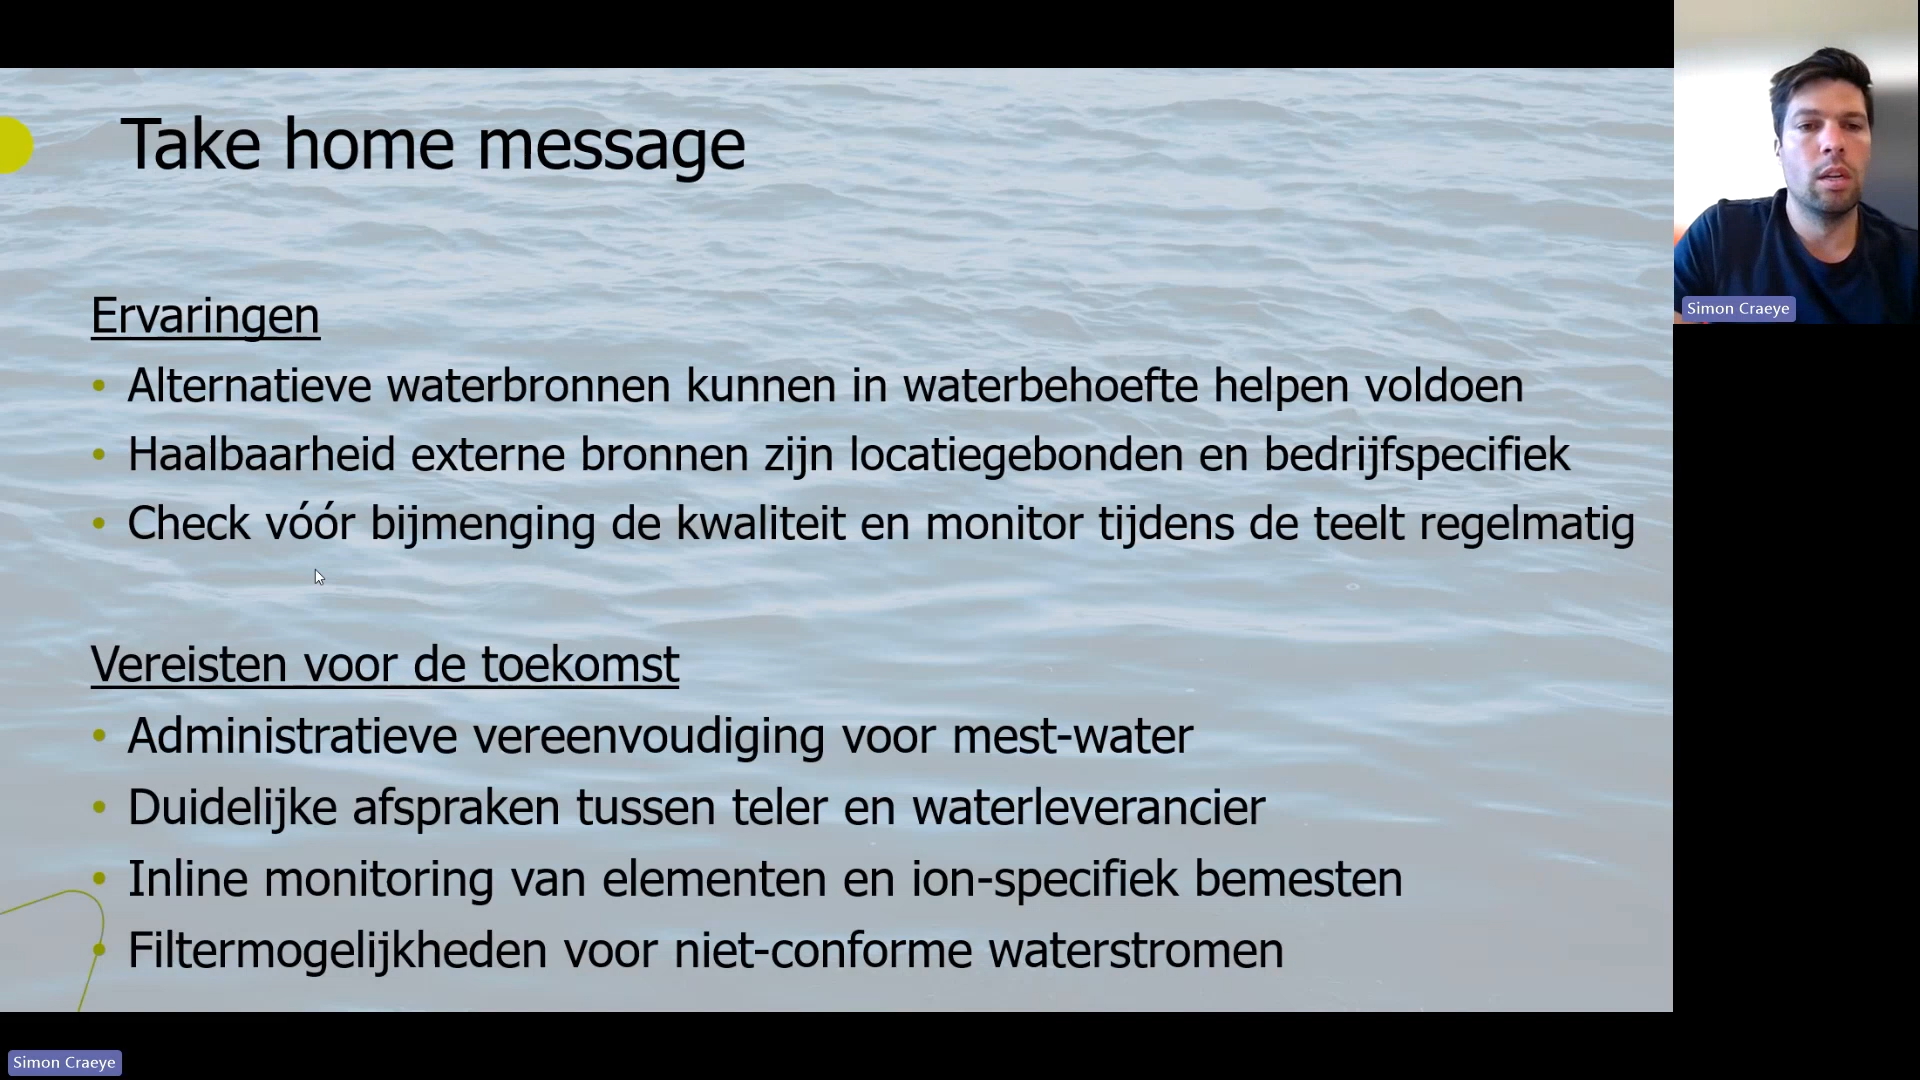 Take home message
Ervaringen
• Alternatieve waterbronnen kunnen in waterbehoefte helpen voldoen
• Haalbaarheid externe bronnen zijn locatiegebonden en bedrijfspecifiek
• Check vóór bijmenging de kwaliteit en monitor tijdens de teelt regelmatig
Vereisten voor de toekomst
• Administratieve vereenvoudiging voor mest-water
• Duidelijke afspraken tussen teler en waterleverancier
• Inline monitoring van elementen en ion-specifiek bemesten
• Filtermogelijkheden voor niet-conforme waterstromen
Simon Craeye
Simon Craeye